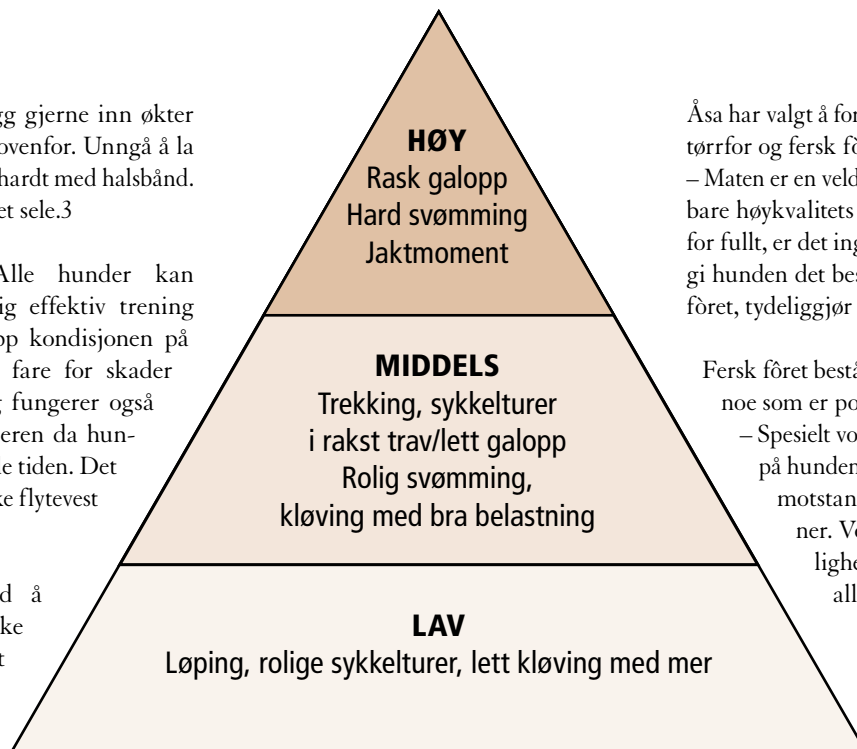 gg gjerne inn økter
ovenfor. Unngå å la
hardt med halsbånd.
et sele.3
Alle hunder kan
ig effektiv trening
pp kondisjonen på
fare for skader
g fungerer også
eren da hun-
le tiden. Det
ke flytevest
d å
ke
t
HØY
Rask galopp
Hard svømming
Jaktmoment
MIDDELS
Trekking, sykkelturer
i rakst trav/lett galopp
Rolig svømming,
kløving med bra belastning
LAV
Løping, rolige sykkelturer, lett kløving med mer
Åsa har valgt å for
tørrfor og fersk fô
– Maten er en veld
bare høykvalitets
for fullt, er det ing
gi hunden det bes
fôret, tydeliggjør
Fersk fôret bestå
noe som er po
– Spesielt vo
på hunden
motstan
ner. Ve
lighe
all